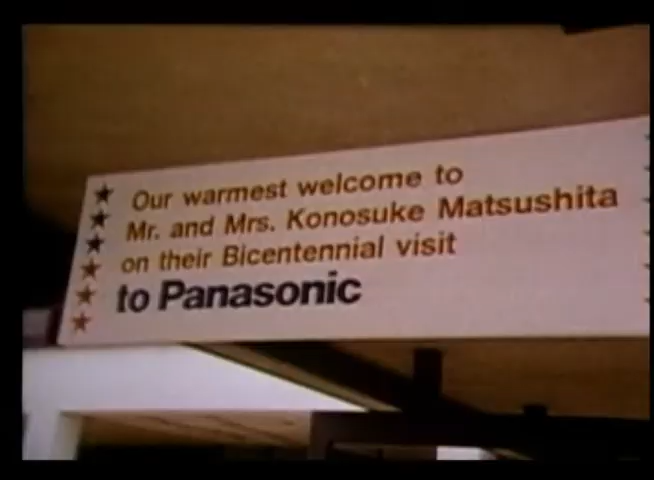 Our warmest welcome to
Mr. and Mrs. Konosuke Matsushita
on their Bicentennial visit
to Panasonic